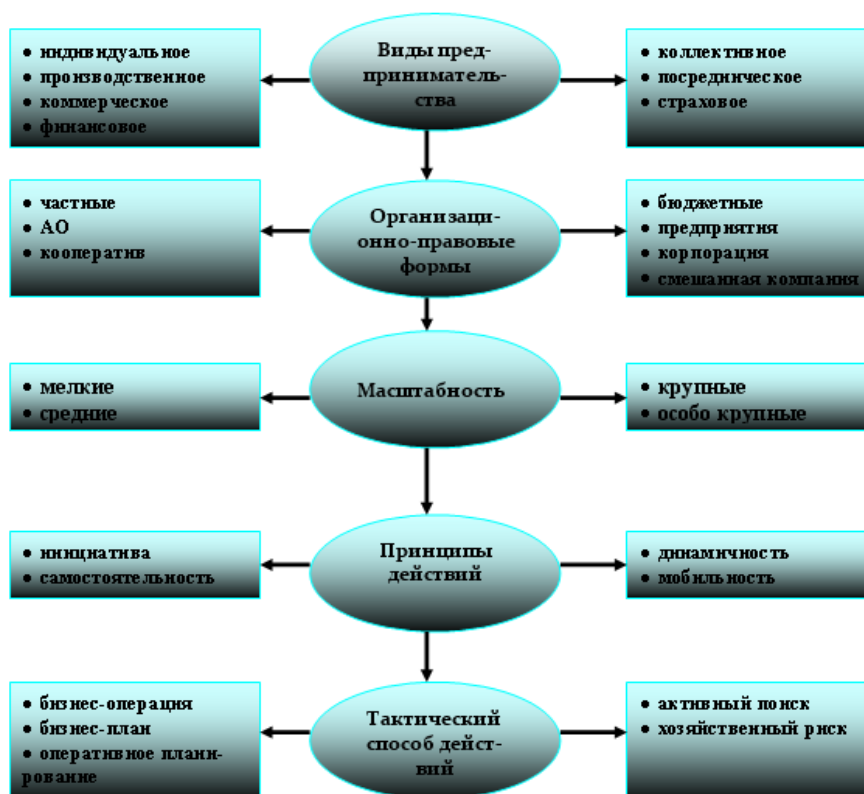 • индивидуальное
• производственное
• коммерческое
• финансовое
Виды пред-
приниматель-
ства
• коллективное
• посредническое
• страховое
• частные
• АО
• кооператив
Организаци-
онно-правовые
формы
• бюджетные
• предприятия
• корпорация
• смешанная компания
• мелкие
• средние
Масштабность
• крупные
• особо крупные
• инициатива
• самостоятельность
Принципы
действий
• динамичность
• мобильность
• бизнес-операция
• бизнес-план
• оперативное плани-
рование
Тактический
способ дейст-
вий
• активный поиск
• хозяйственный риск